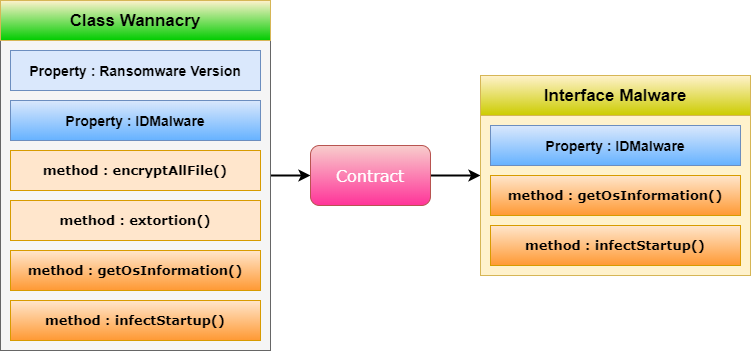 Class Wannacry
Property : Ransomware Version
Property : IDMalware
method : encryptAllFile()
method : extortion()
method : getOsInformation()
method : infectStartup()
Contract
Interface Malware
Property : IDMalware
method : getOsInformation()
method : infectStartup()